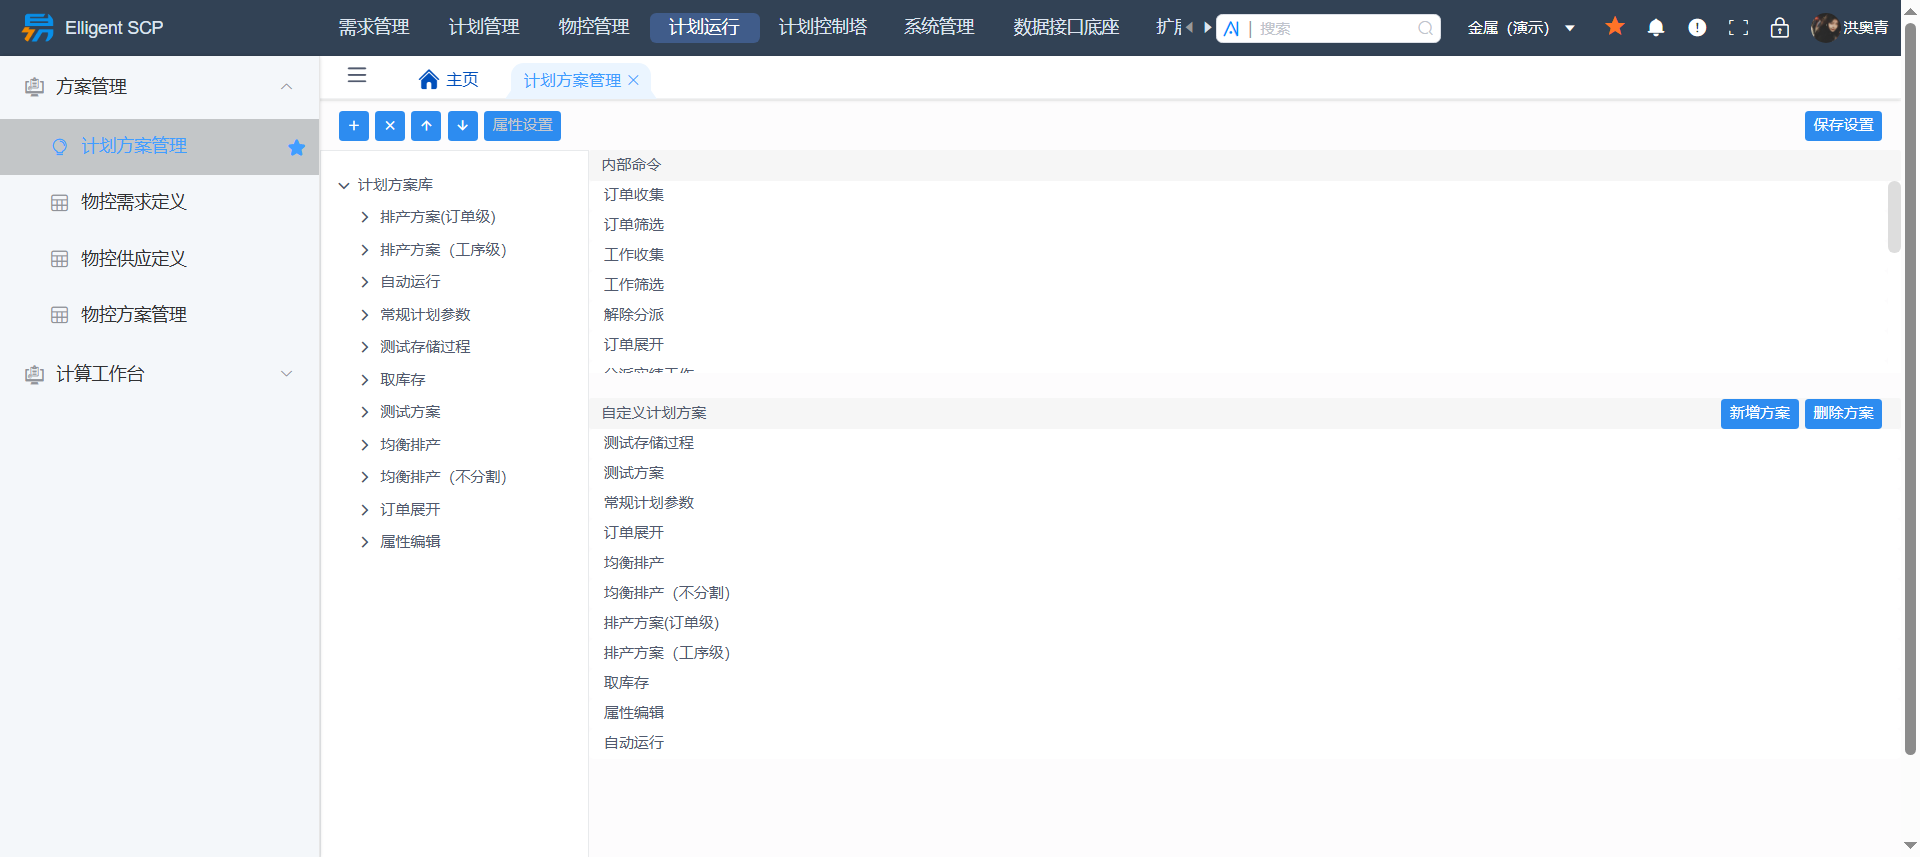 Elligent SCP
需求管理
计划管理
物控管理
计划运行
计划控制塔
系统管理
数据接口底座
搜索
金属（演示）
洪奥青
方案管理
计划方案管理
物控需求定义
物控供应定义
物控方案管理
计算工作台
主页
计划方案管理
属性设置
保存设置
计划方案库
排产方案(订单级)
排产方案（工序级）
自动运行
常规计划参数
测试存储过程
取库存
测试方案
均衡排产
均衡排产（不分割）
订单展开
属性编辑
内部命令
订单收集
订单筛选
工作收集
工作筛选
解除分派
订单展开
自定义计划方案
新增方案
删除方案
测试存储过程
测试方案
常规计划参数
订单展开
均衡排产
均衡排产（不分割）
排产方案(订单级)
排产方案（工序级）
取库存
属性编辑
自动运行